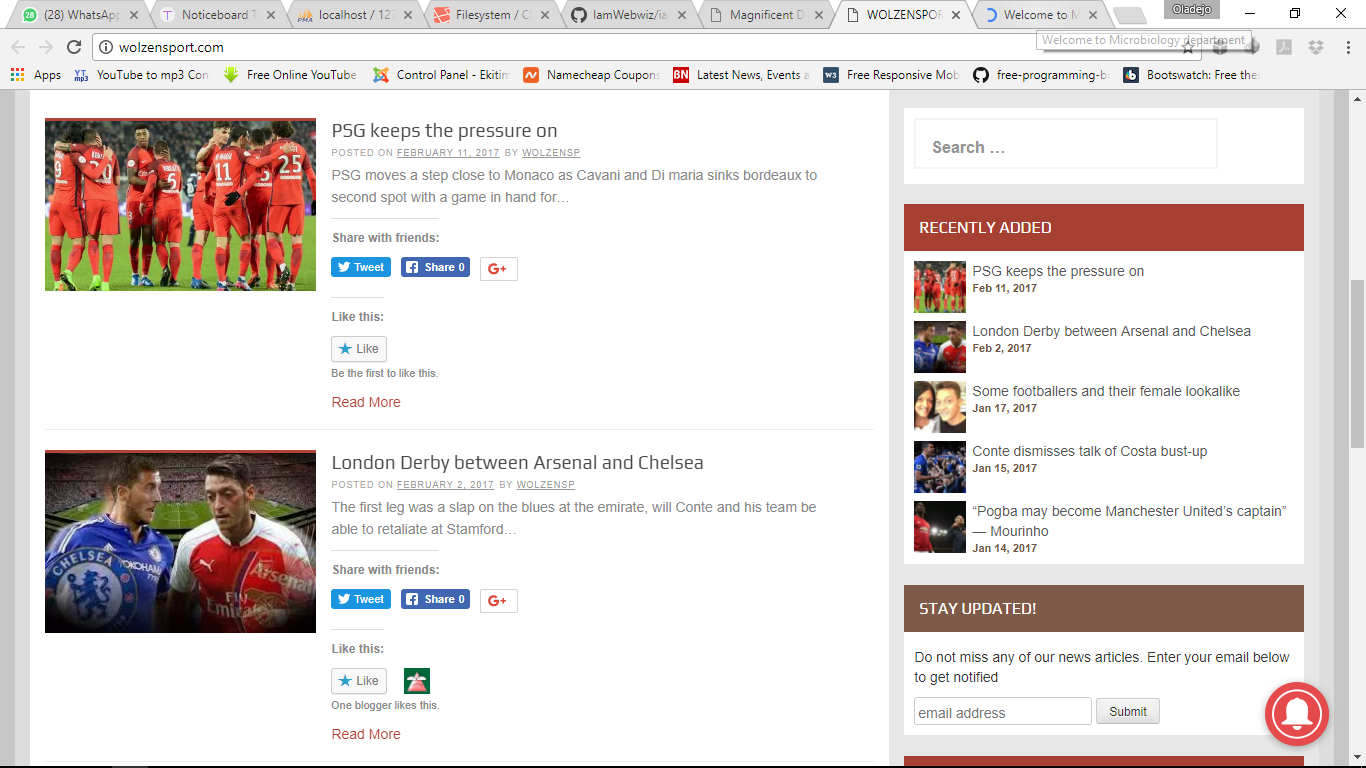 (28) WhatsApp
Noticeboard T
localhost / 127
Filesystem / Cl
IamWebwiz/ia
Magnificent D
WOLZENSPOR
Welcome to M
Oladejo
wolzensport.com
Welcome to Microbiology department
Apps
YouTube to mp3 Con
Free Online YouTube
Control Panel - Ekitim
Namecheap Coupons
Latest News, Events a
Free Responsive Mob
free-programming-bo
Bootswatch: Free the
PSG keeps the pressure on
POSTED ON FEBRUARY 11, 2017 BY WOLZENSP
PSG moves a step close to Monaco as Cavani and Di maria sinks bordeaux to
second spot with a game in hand for…
Share with friends:
Tweet
Share 0
G+
Like this:
Like
Be the first to like this.
Read More
London Derby between Arsenal and Chelsea
POSTED ON FEBRUARY 2, 2017 BY WOLZENSP
The first leg was a slap on the blues at the emirate, will Conte and his team be
able to retaliate at Stamford…
Share with friends:
Tweet
Share 0
G+
Like this:
Like
One blogger likes this.
Read More
9
11
5
25
CHELSEA
YOKOHAMA
Arsenal
Fly
Emirates
Search …
RECENTLY ADDED
PSG keeps the pressure on
Feb 11, 2017
London Derby between Arsenal and Chelsea
Feb 2, 2017
Some footballers and their female lookalike
Jan 17, 2017
Conte dismisses talk of Costa bust-up
Jan 15, 2017
“Pogba may become Manchester United’s captain”
— Mourinho
Jan 14, 2017
STAY UPDATED!
Do not miss any of our news articles. Enter your email below
to get notified
email address
Submit